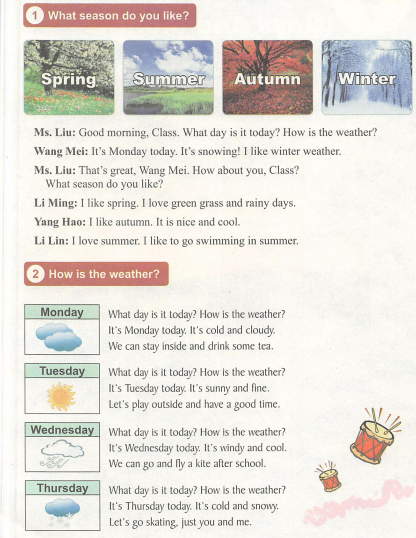 1 What season do you like?
Spring Summer Autumn Winter
Ms. Liu: Good morning, Class. What day is it today? How is the weather?
Wang Mei: It's Monday today. It's snowing! I like winter weather.
Ms. Liu: That's great, Wang Mei. How about you, Class?
What season do you like?
Li Ming: I like spring. I love green grass and rainy days.
Yang Hao: I like autumn. It is nice and cool.
Li Lin: I love summer. I like to go swimming in summer.
2 How is the weather?
Monday
What day is it today? How is the weather?
It's Monday today. It's cold and cloudy.
We can stay inside and drink some tea.
Tuesday
What day is it today? How is the weather?
It's Tuesday today. It's sunny and fine.
Let's play outside and have a good time.
Wednesday
What day is it today? How is the weather?
It's Wednesday today. It's windy and cool.
We can go and fly a kite after school.
Thursday
What day is it today? How is the weather?
It's Thursday today. It's cold and snowy.
Let's go skating, just you and me.